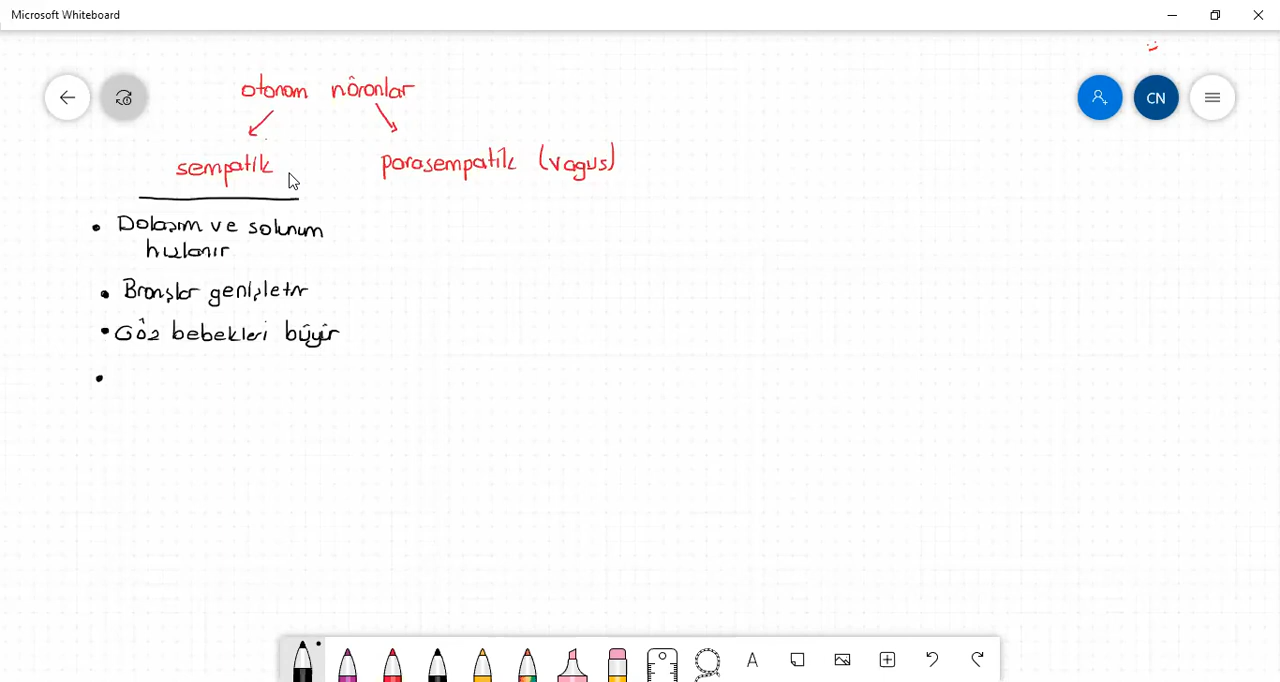 Microsoft Whiteboard
CN
otonom nöronlar
sempatik
parasempatik (vagus)
• Dolaşım ve solunum
hızlanır
• Bronşlar genişletir
• Göz bebekleri büyür
•
A